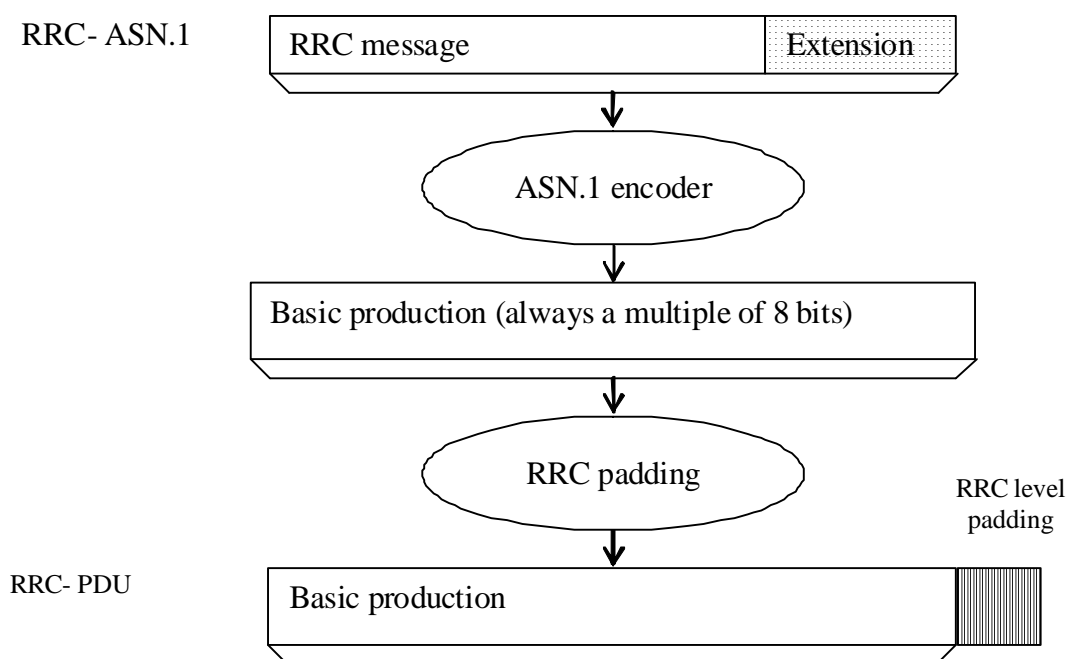 RRC- ASN.1
RRC message
Extension
ASN.1 encoder
Basic production (always a multiple of 8 bits)
RRC padding
RRC level
padding
RRC- PDU
Basic production